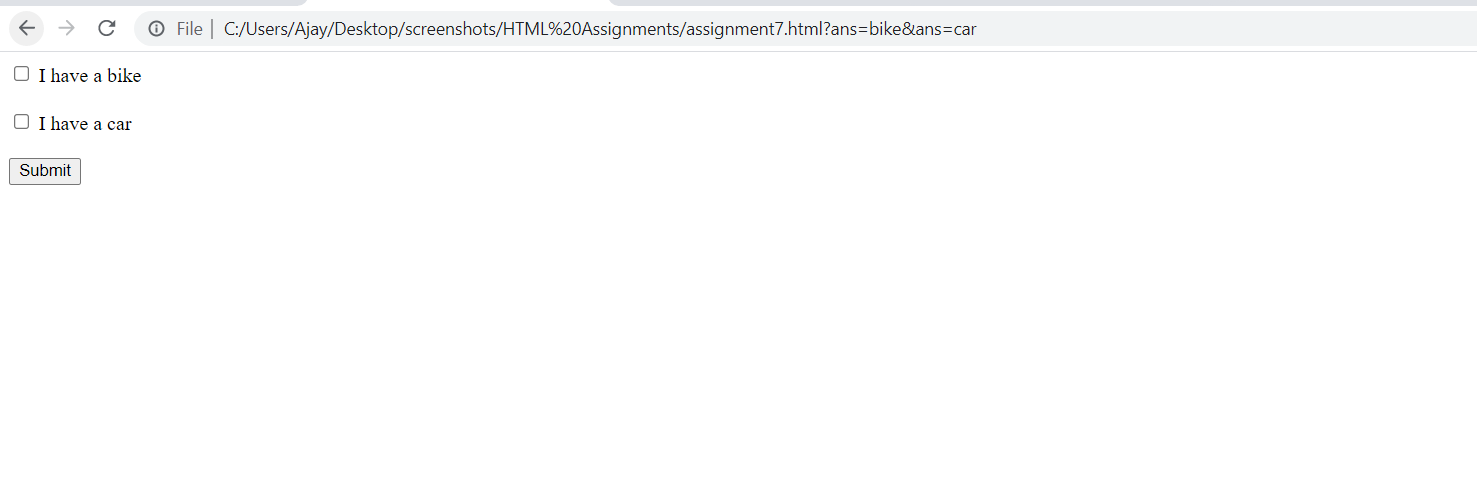 File | C:/Users/Ajay/Desktop/screenshots/HTML%20Assignments/assignment7.html?ans=bike&ans=car
I have a bike
I have a car
Submit